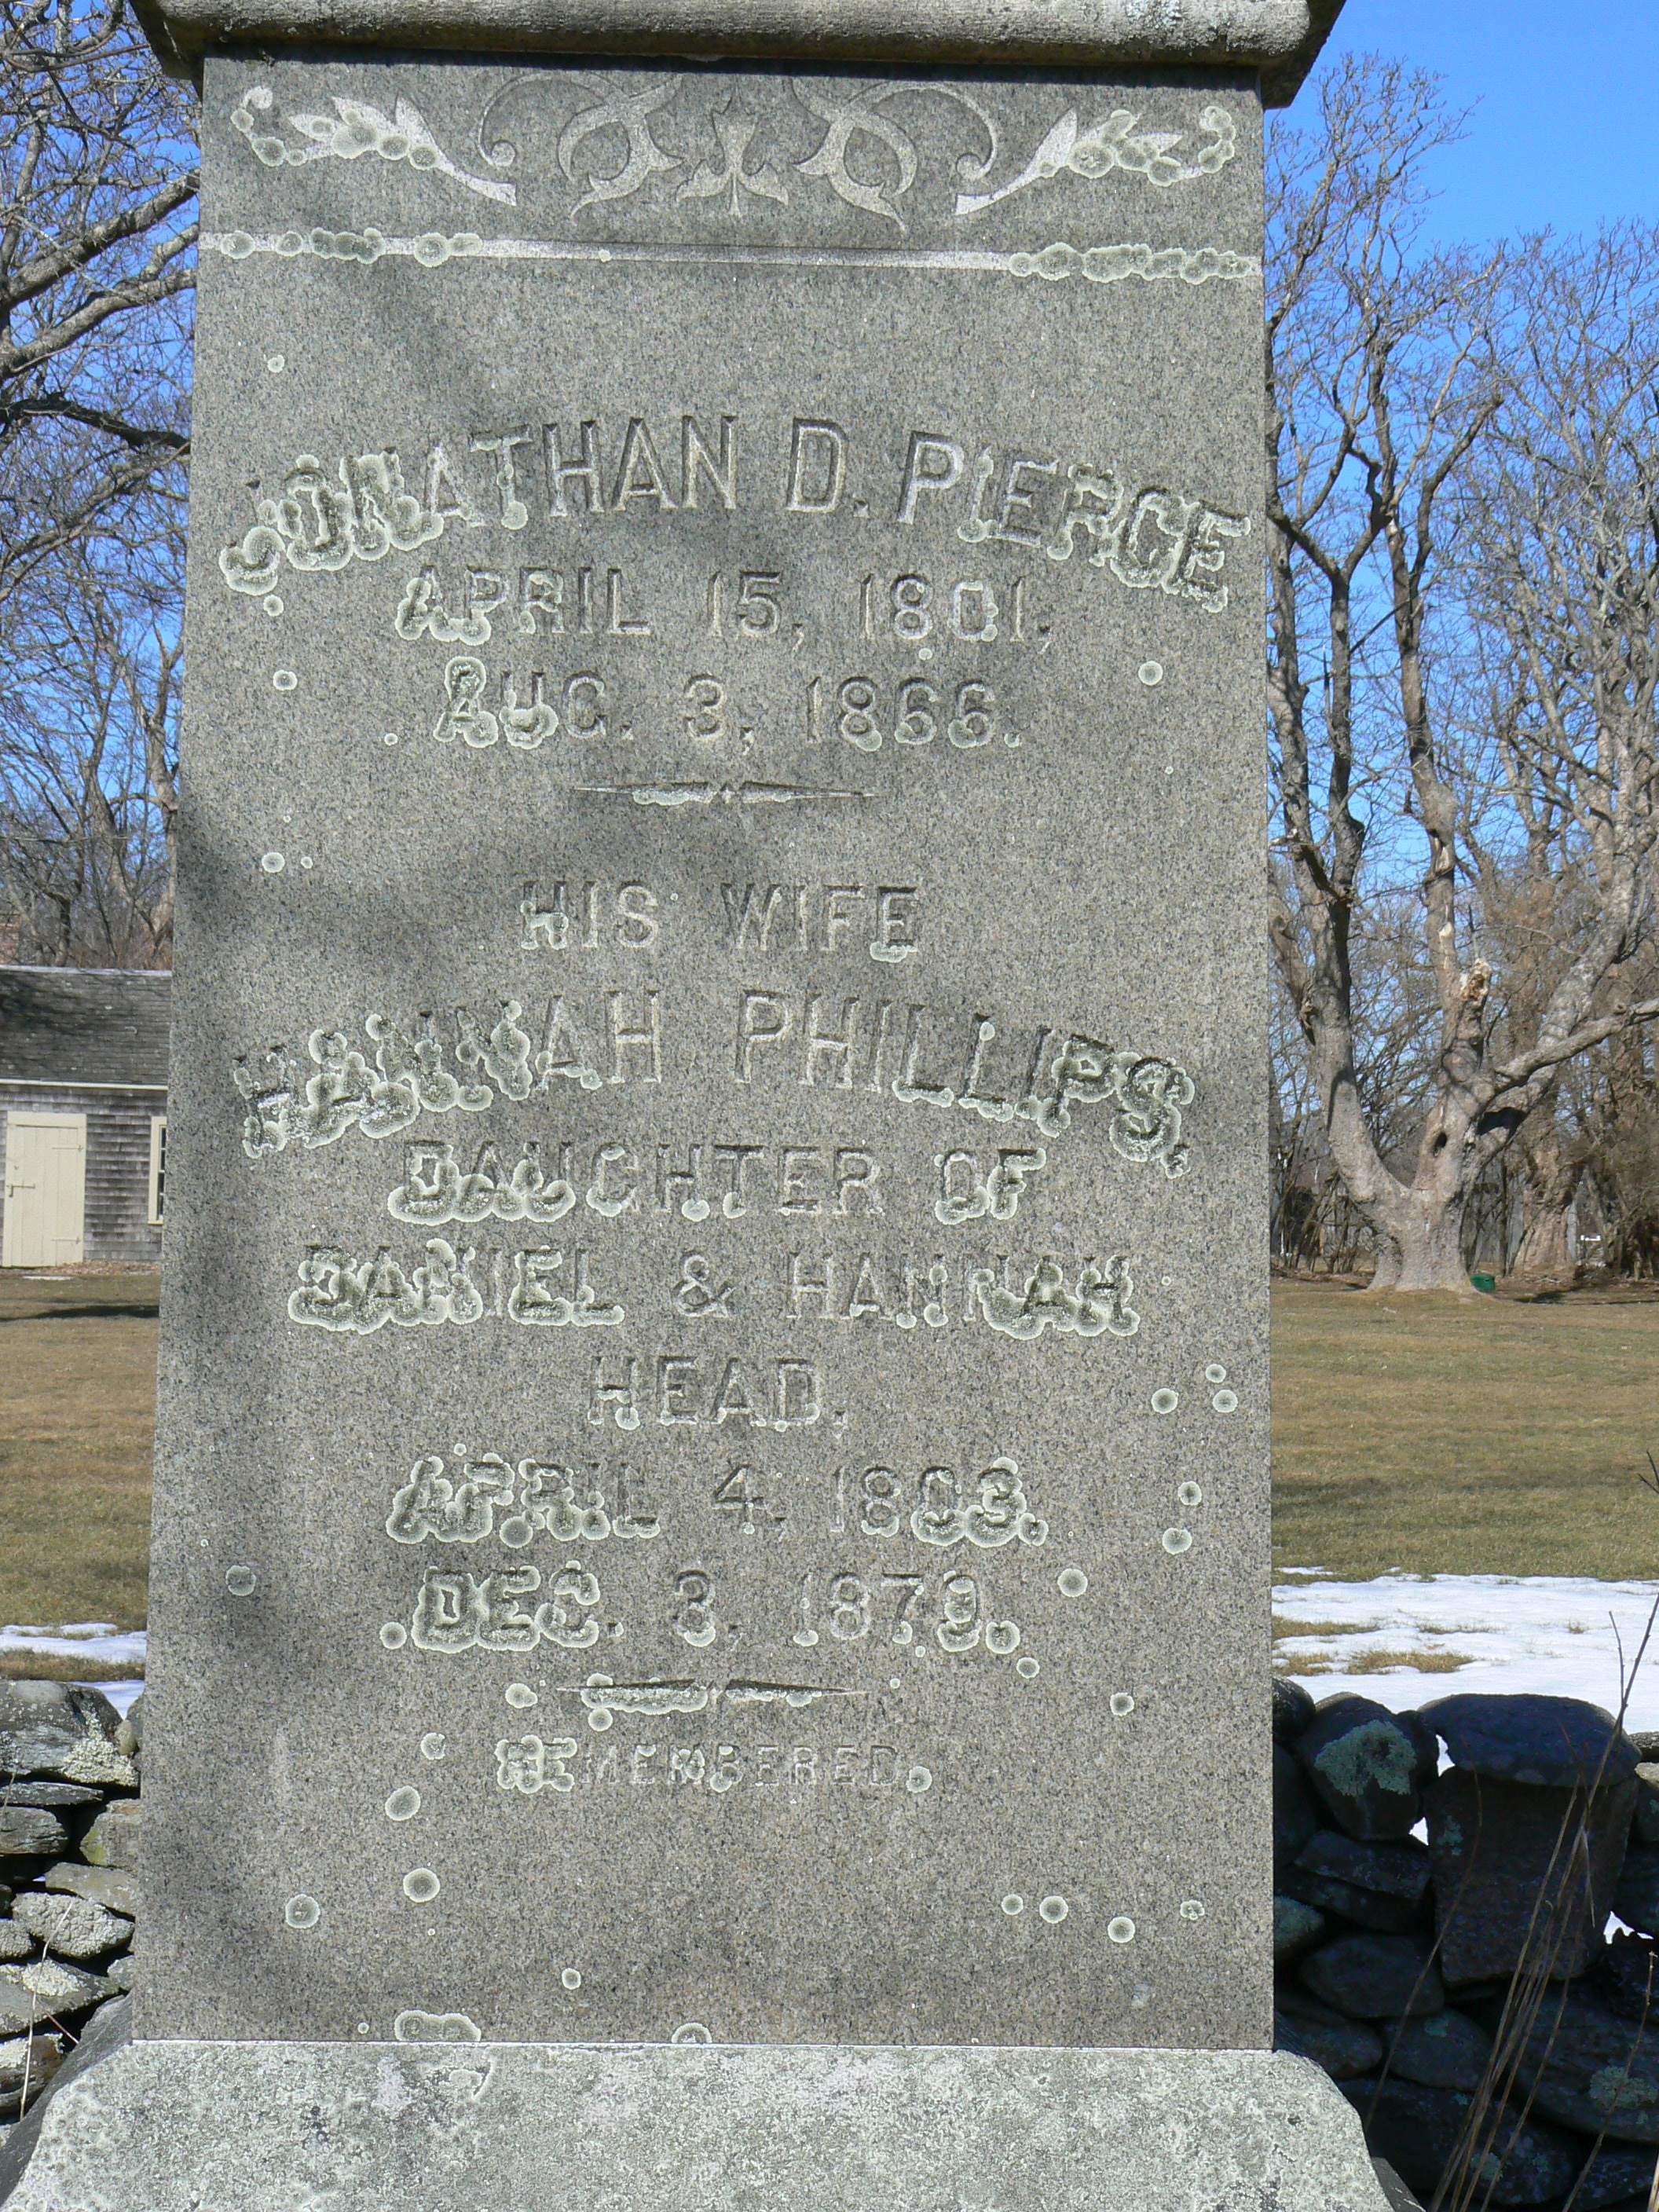 JONATHAN D. PIERCE
APRIL 15, 1801,
AUG. 3, 1866.
HIS WIFE
HANNAH PHILLIPS,
DAUGHTER OF
DANIEL & HANNAH
HEAD,
APRIL 4, 1803.
DEC. 3, 1879.
REMEMBERED.